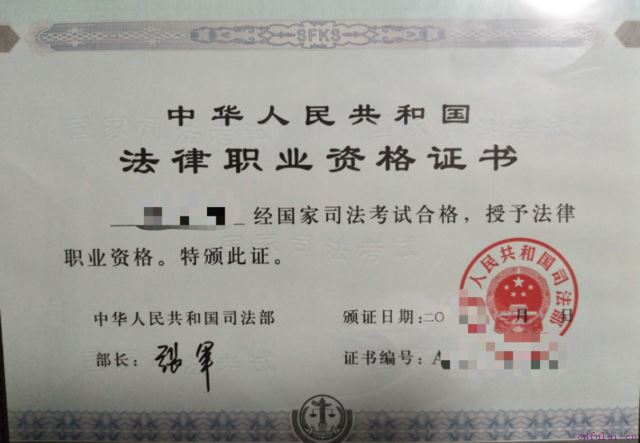 SFKS
中华人民共和国
法律职业资格证书
经国家司法考试合格，授予法律
职业资格。特颁此证。
中华人民共和国司法部
颁证日期：二〇 月 日
部长：张军
证书编号：A
人民共和国司法部